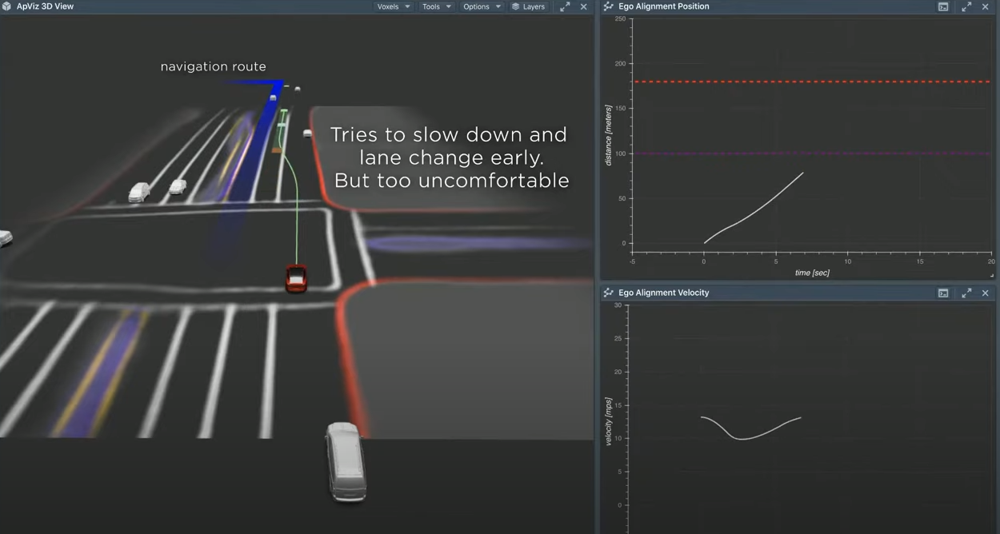 ApViz 3D View
Voxels
Tools
Options
Layers
navigation route
Tries to slow down and
lane change early.
But too uncomfortable
Ego Alignment Position
250
200
150
100
50
0
distance [meters]
-5
0
5
10
15
20
time [sec]
Ego Alignment Velocity
30
25
20
15
10
5
0
velocity [mps]